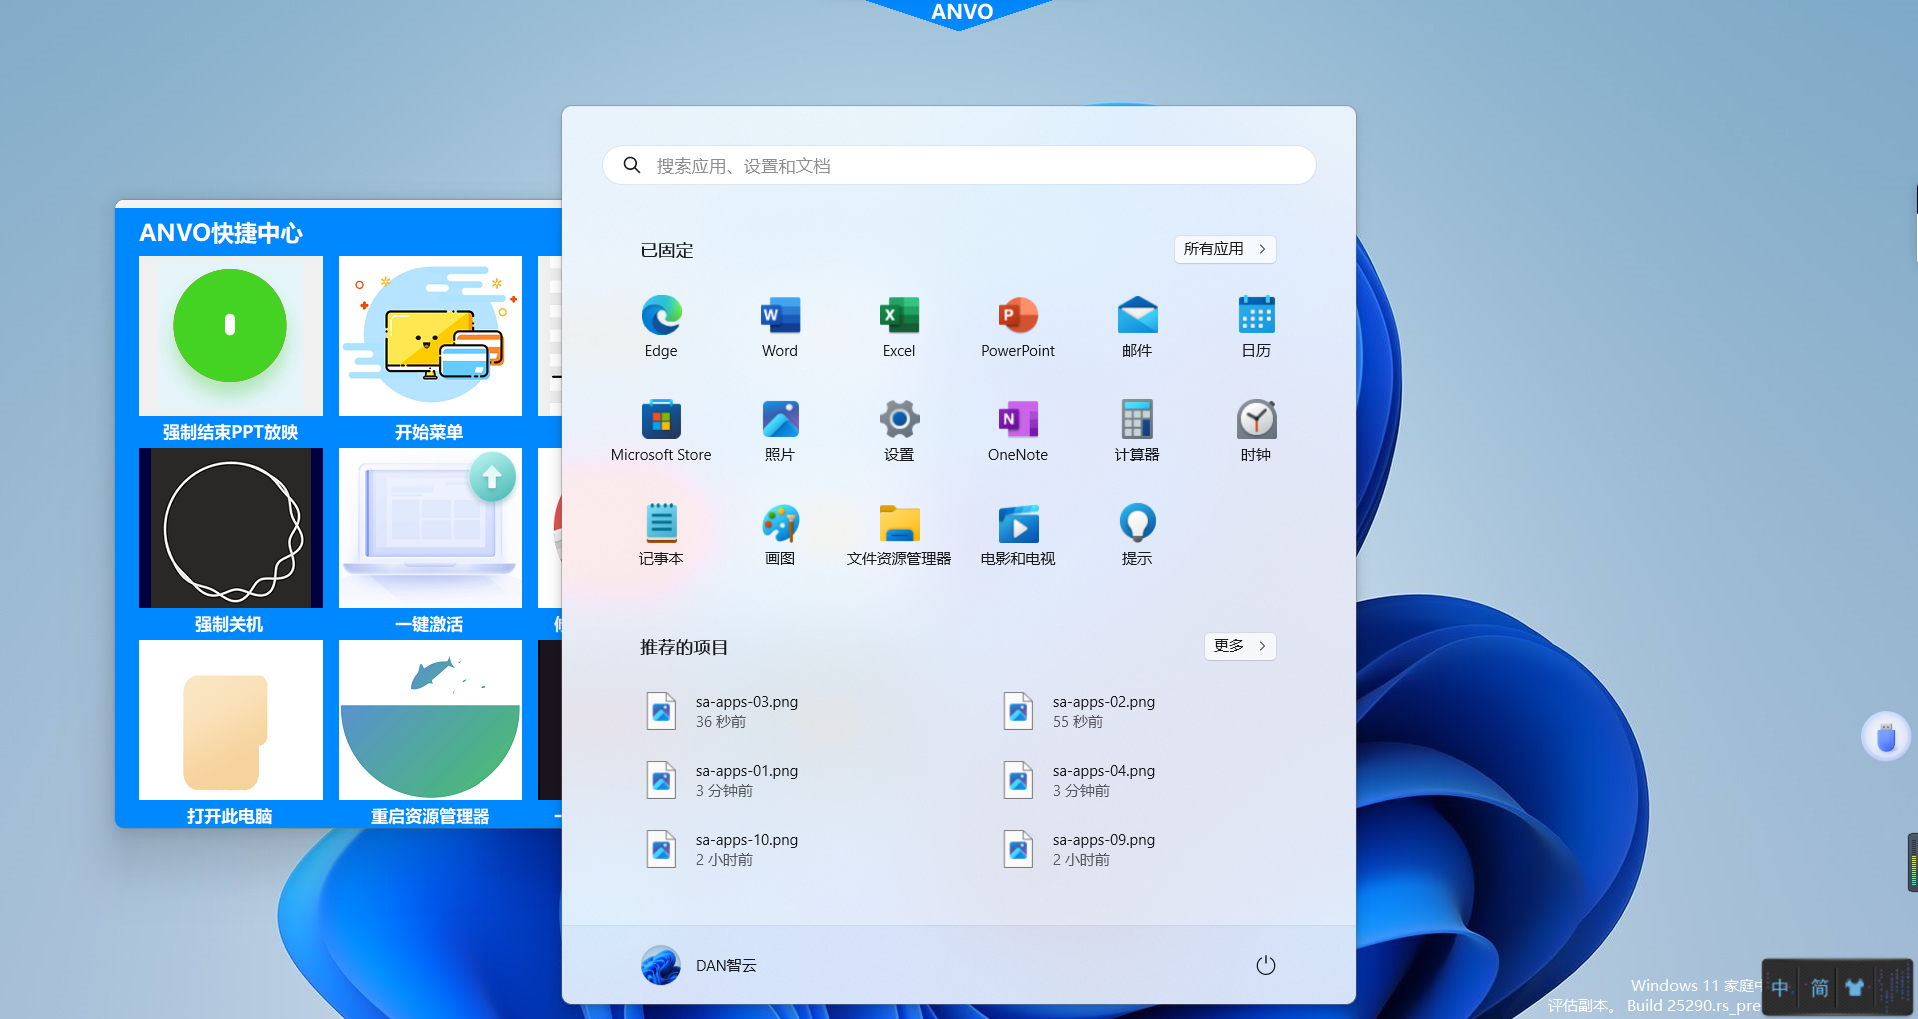 ANVO
搜索应用、设置和文档
ANVO快捷中心
强制结束PPT放映
开始菜单
强制关机
一键激活
打开此电脑
重启资源管理器
已固定
所有应用
Edge
Word
Excel
PowerPoint
邮件
日历
Microsoft Store
照片
设置
OneNote
计算器
时钟
记事本
画图
文件资源管理器
电影和电视
提示
推荐的项目
更多
sa-apps-03.png
36 秒前
sa-apps-02.png
55 秒前
sa-apps-01.png
3 分钟前
sa-apps-04.png
3 分钟前
sa-apps-10.png
2 小时前
sa-apps-09.png
2 小时前
DAN智云
Windows 11 家庭
评估副本。 Build 25290.rs_pre
中 简